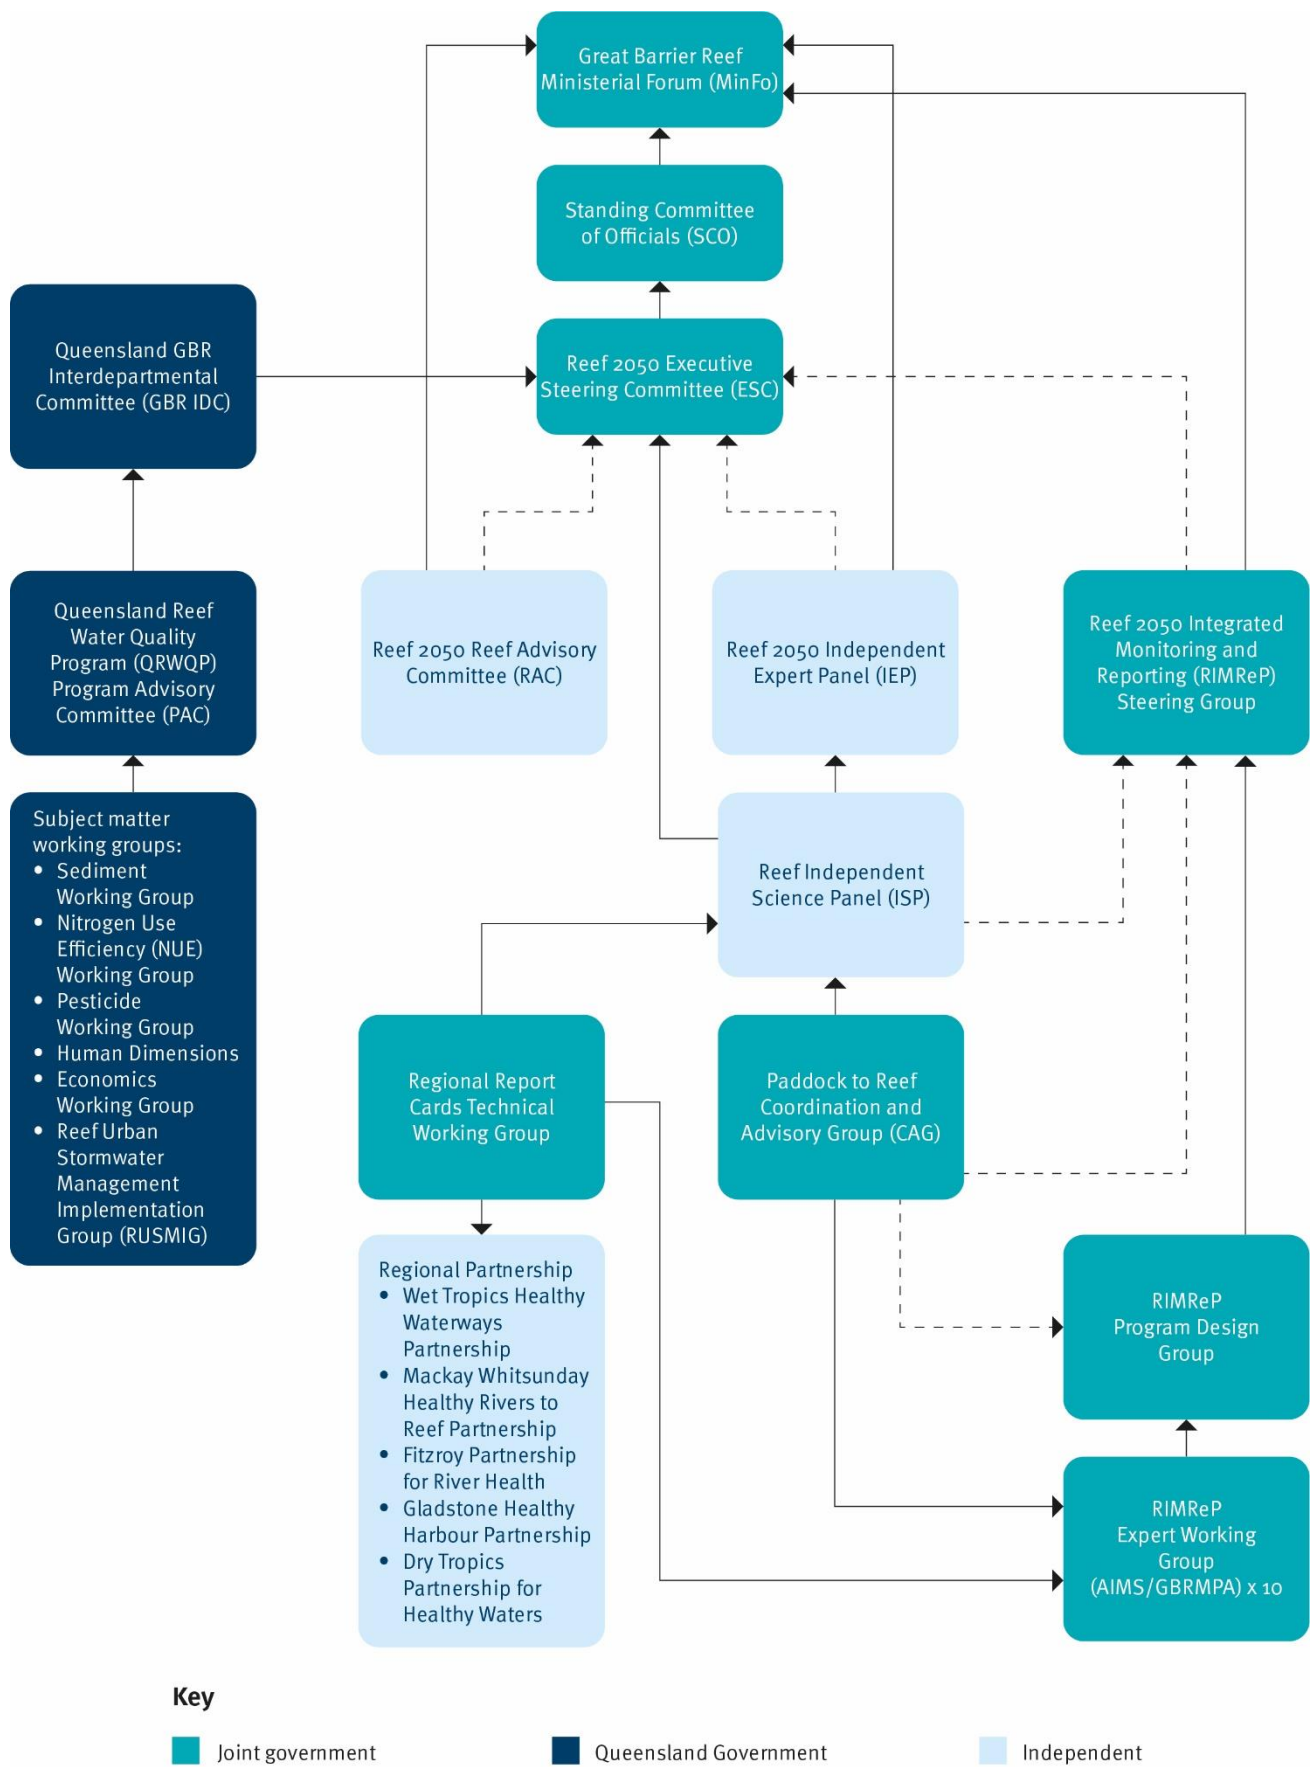 Great Barrier Reef
Ministerial Forum (MinFo)
Standing Committee
of Officials (SCO)
Queensland GBR
Interdepartmental
Committee (GBR IDC)
Reef 2050 Executive
Steering Committee (ESC)
Queensland Reef
Water Quality
Program (QRWQP)
Program Advisory
Committee (PAC)
Reef 2050 Reef Advisory
Committee (RAC)
Reef 2050 Independent
Expert Panel (IEP)
Reef 2050 Integrated
Monitoring and
Reporting (RIMReP)
Steering Group
Subject matter
working groups:
• Sediment
Working Group
• Nitrogen Use
Efficiency (NUE)
Working Group
• Pesticide
Working Group
• Human Dimensions
• Economics
Working Group
• Reef Urban
Stormwater
Management
Implementation
Group (RUSMIG)
Reef Independent
Science Panel (ISP)
Regional Report
Cards Technical
Working Group
Paddock to Reef
Coordination and
Advisory Group (CAG)
Regional Partnership
• Wet Tropics Healthy
Waterways
Partnership
• Mackay Whitsunday
Healthy Rivers to
Reef Partnership
• Fitzroy Partnership
for River Health
• Gladstone Healthy
Harbour Partnership
• Dry Tropics
Partnership for
Healthy Waters
RIMReP
Program Design
Group
RIMReP
Expert Working
Group
(AIMS/GBRMPA) x 10
Key
Joint government
Queensland Government
Independent